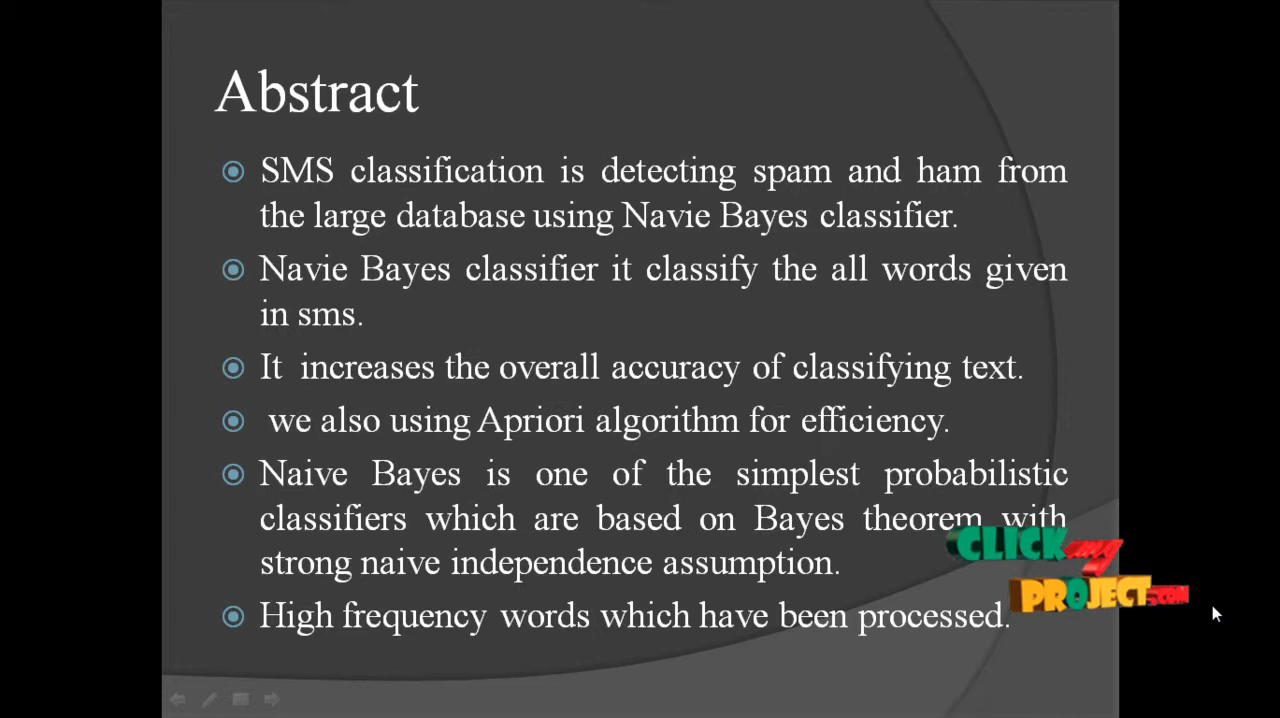 Abstract
SMS classification is detecting spam and ham from
the large database using Navie Bayes classifier.
Navie Bayes classifier it classify the all words given
in sms.
It increases the overall accuracy of classifying text.
we also using Apriori algorithm for efficiency.
Naive Bayes is one of the simplest probabilistic
classifiers which are based on Bayes theorem with
strong naive independence assumption.
High frequency words which have been processed.
CLICK my
PROJECT.COM